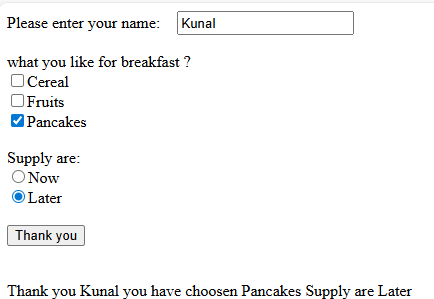 Please enter your name: Kunal
what you like for breakfast ?
Cereal
Fruits
Pancakes
Supply are:
Now
Later
Thank you
Thank you Kunal you have choosen Pancakes Supply are Later